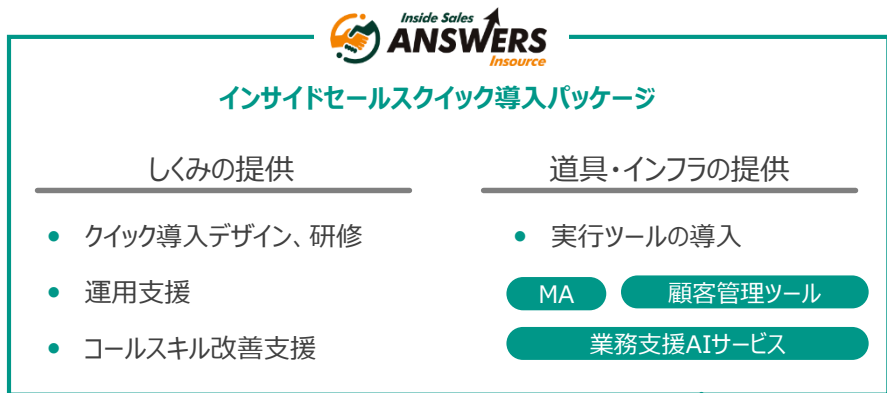 Inside Sales
ANSWERS
Insource
インサイドセールスクイック導入パッケージ
しくみの提供
• クイック導入デザイン、研修
• 運用支援
• コールスキル改善支援
道具・インフラの提供
• 実行ツールの導入
MA
顧客管理ツール
業務支援AIサービス